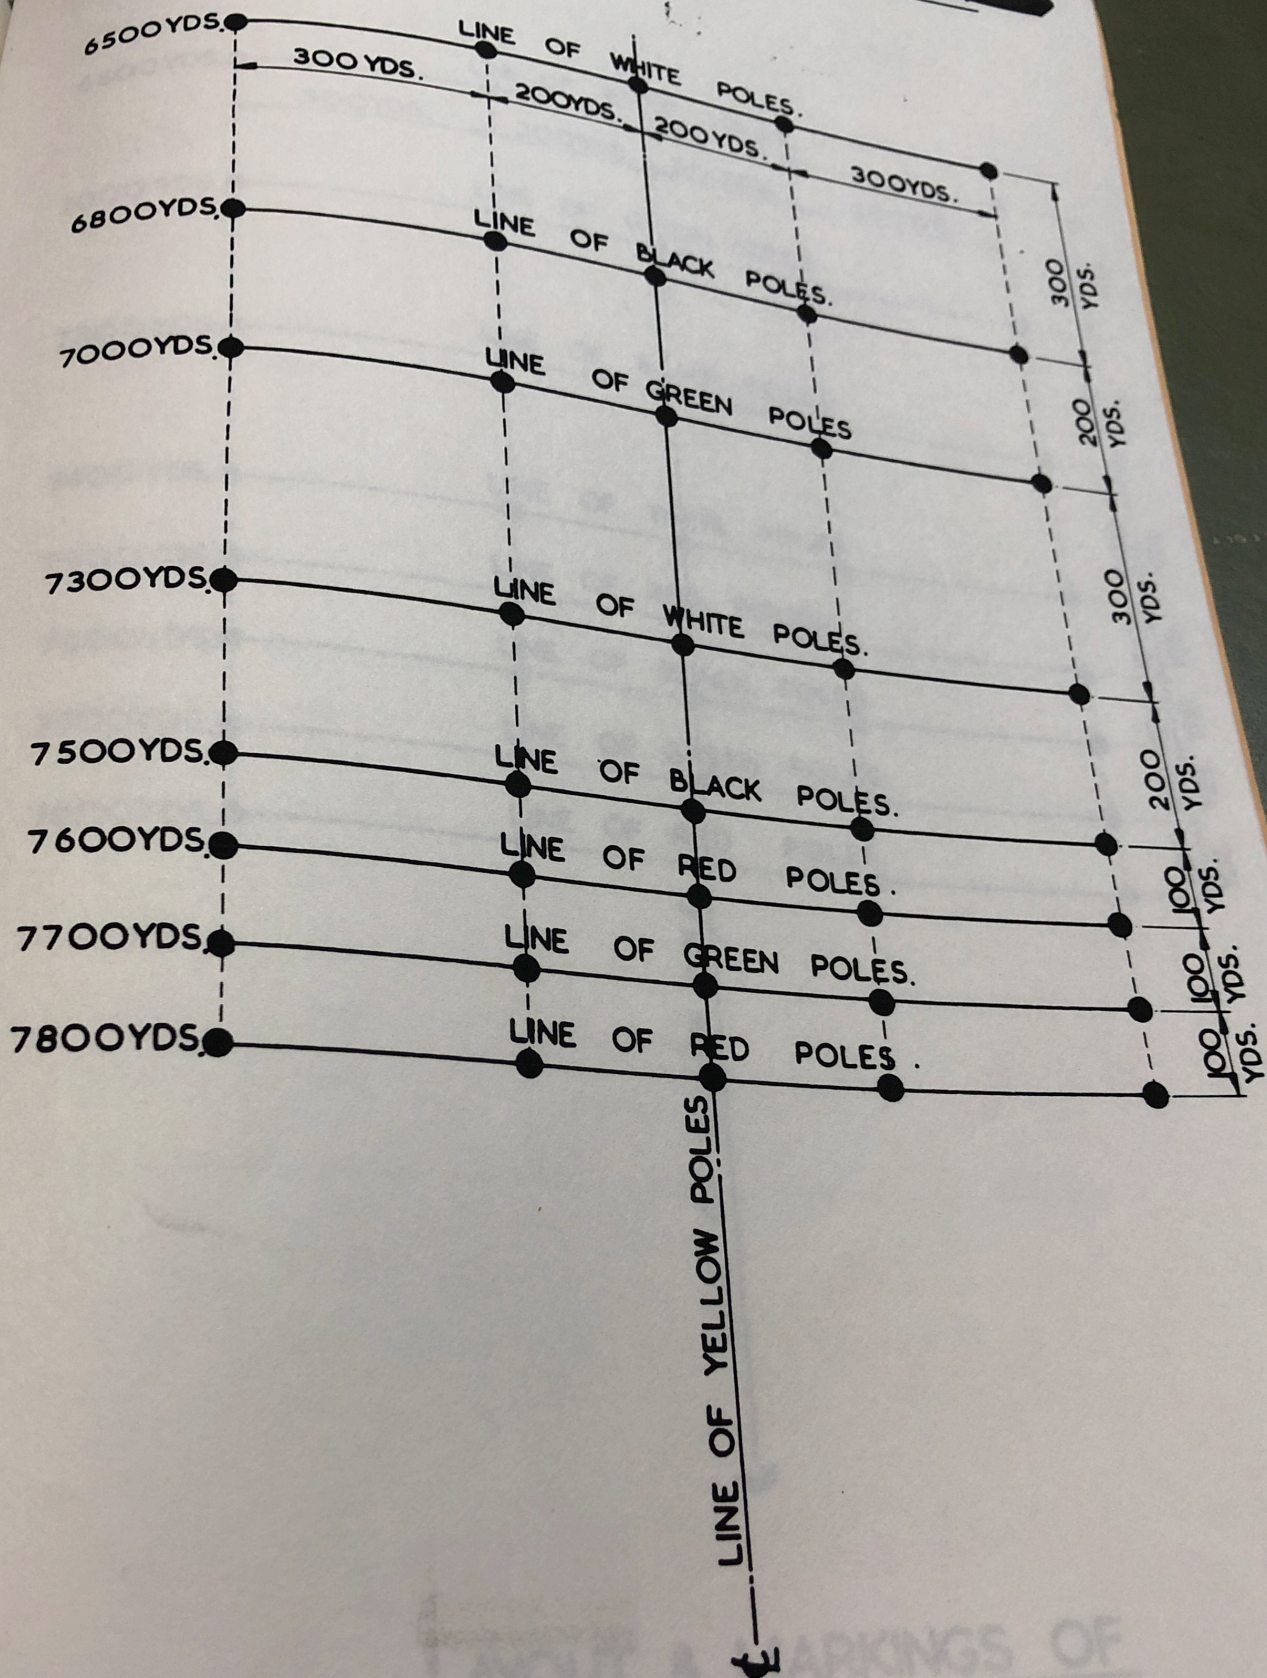 6500YDS. LINE OF WHITE POLES.
300 YDS. 200YDS. 200YDS. 300YDS.
300 YDS.
6800YDS. LINE OF BLACK POLES.
200 YDS.
7000YDS. LINE OF GREEN POLES
300 YDS.
7300YDS. LINE OF WHITE POLES.
200 YDS.
7500YDS. LINE OF BLACK POLES.
100 YDS.
7600YDS. LINE OF RED POLES.
100 YDS.
7700YDS. LINE OF GREEN POLES.
100 YDS.
7800YDS. LINE OF RED POLES.
LINE OF YELLOW POLES
℄
MARKINGS OF